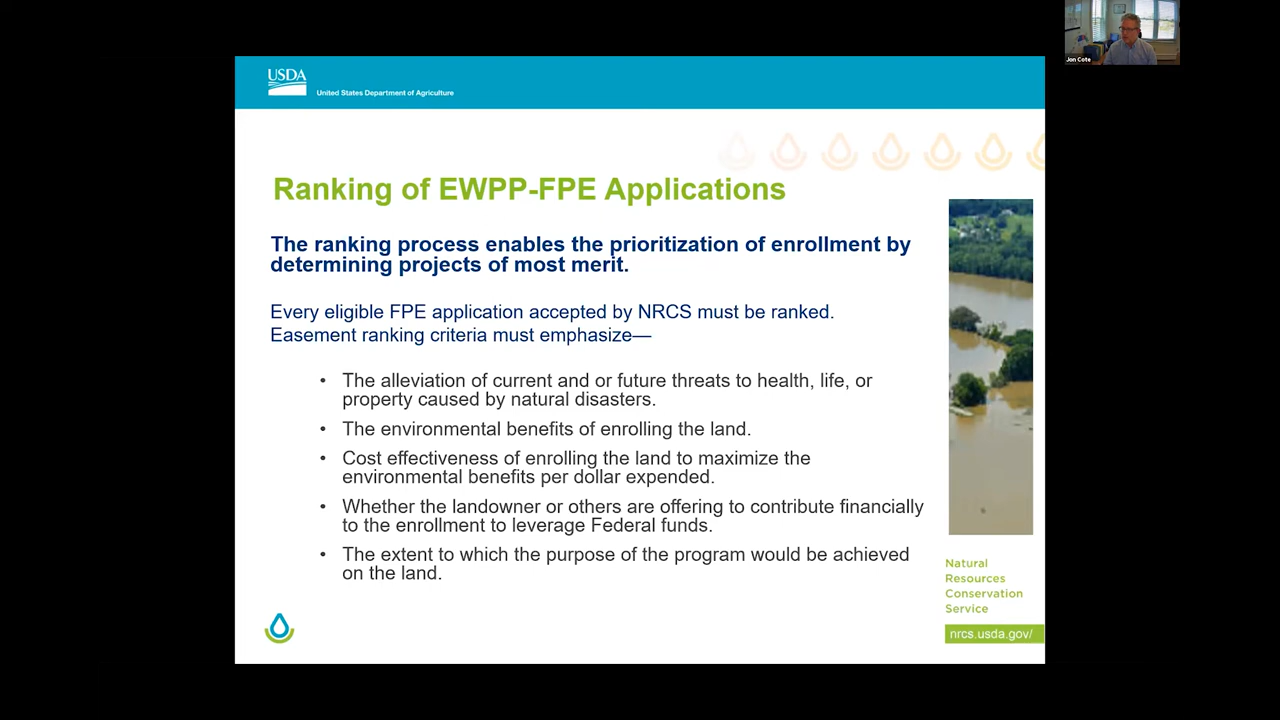 Jon Cote
USDA
United States Department of Agriculture
Ranking of EWPP-FPE Applications
The ranking process enables the prioritization of enrollment by
determining projects of most merit.
Every eligible FPE application accepted by NRCS must be ranked.
Easement ranking criteria must emphasize—
• The alleviation of current and or future threats to health, life, or
property caused by natural disasters.
• The environmental benefits of enrolling the land.
• Cost effectiveness of enrolling the land to maximize the
environmental benefits per dollar expended.
• Whether the landowner or others are offering to contribute financially
to the enrollment to leverage Federal funds.
• The extent to which the purpose of the program would be achieved
on the land.
Natural
Resources
Conservation
Service
nrcs.usda.gov/